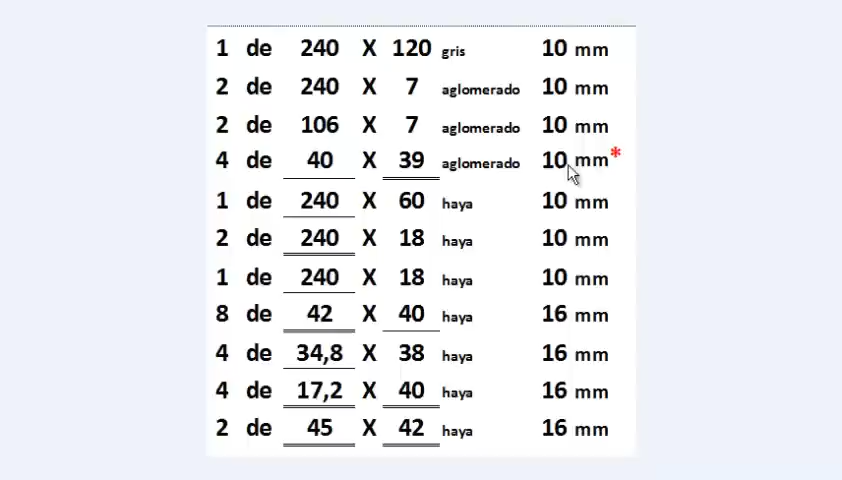 1 de 240 X 120 gris 10 mm
2 de 240 X 7 aglomerado 10 mm
2 de 106 X 7 aglomerado 10 mm
4 de 40 X 39 aglomerado 10 mm*
1 de 240 X 60 haya 10 mm
2 de 240 X 18 haya 10 mm
1 de 240 X 18 haya 10 mm
8 de 42 X 40 haya 16 mm
4 de 34,8 X 38 haya 16 mm
4 de 17,2 X 40 haya 16 mm
2 de 45 X 42 haya 16 mm